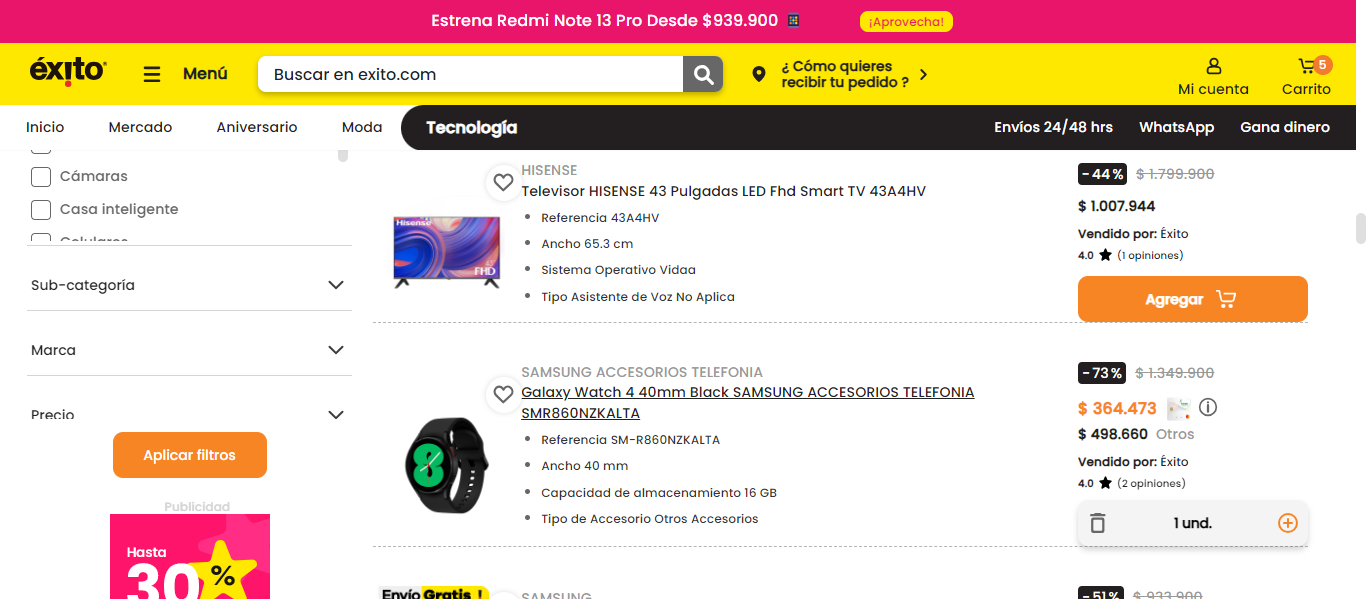 Estrena Redmi Note 13 Pro Desde $939.900
¡Aprovecha!
éxito
Menú
Buscar en exito.com
¿ Cómo quieres
recibir tu pedido ?
Mi cuenta
5
Carrito
Inicio
Mercado
Aniversario
Moda
Tecnología
Envíos 24/48 hrs
WhatsApp
Gana dinero
Cámaras
Casa inteligente
Celulares
Sub-categoría
Marca
Precio
Aplicar filtros
Publicidad
Hasta
30
%
HISENSE
Televisor HISENSE 43 Pulgadas LED Fhd Smart TV 43A4HV
Referencia 43A4HV
Ancho 65.3 cm
Sistema Operativo Vidaa
Tipo Asistente de Voz No Aplica
Hisense
43"
FHD
- 44 %
$ 1.799.900
$ 1.007.944
Vendido por: Éxito
4.0 (1 opiniones)
Agregar
SAMSUNG ACCESORIOS TELEFONIA
Galaxy Watch 4 40mm Black SAMSUNG ACCESORIOS TELEFONIA
SMR860NZKALTA
Referencia SM-R860NZKALTA
Ancho 40 mm
Capacidad de almacenamiento 16 GB
Tipo de Accesorio Otros Accesorios
- 73 %
$ 1.349.900
$ 364.473
$ 498.660 Otros
Vendido por: Éxito
4.0 (2 opiniones)
1 und.
Envío Gratis !
SAMSUNG
- 51 %
$ 933.900